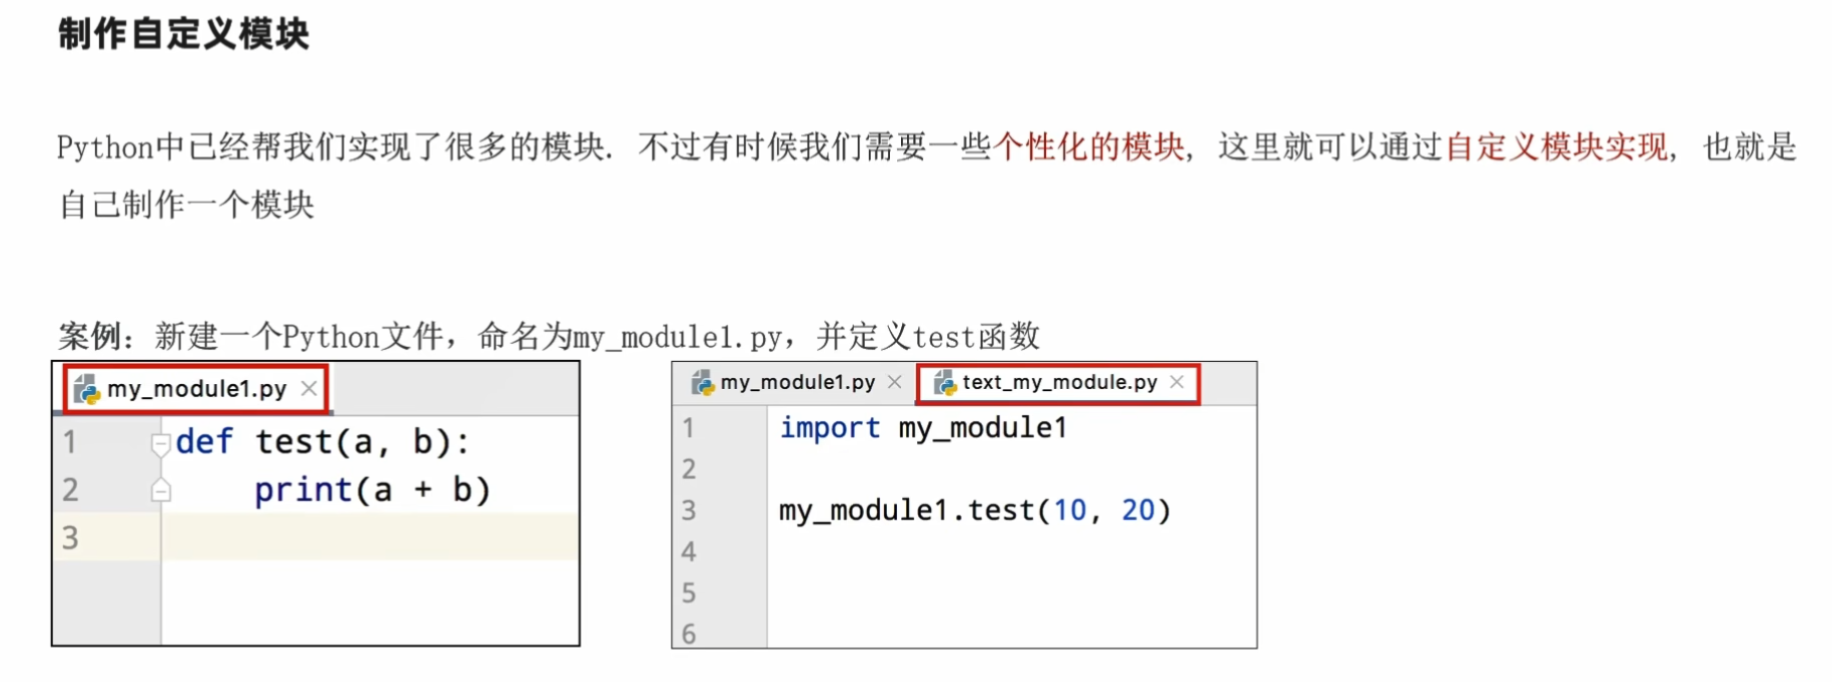 制作自定义模块
Python中已经帮我们实现了很多的模块. 不过有时候我们需要一些个性化的模块, 这里就可以通过自定义模块实现, 也就是
自己制作一个模块
案例：新建一个Python文件，命名为my_module1.py，并定义test函数
my_module1.py ×
1 def test(a, b):
2     print(a + b)
3
my_module1.py × text_my_module.py ×
1 import my_module1
2
3 my_module1.test(10, 20)
4
5
6